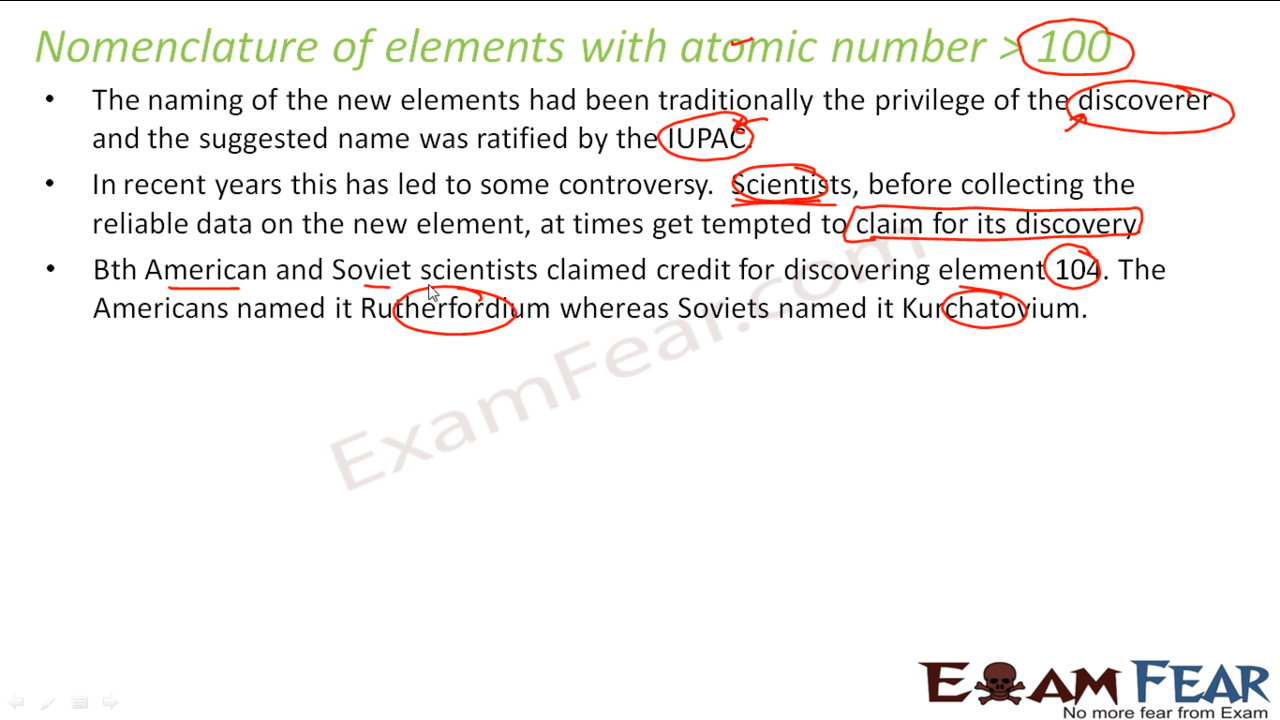 Nomenclature of elements with atomic number > 100
• The naming of the new elements had been traditionally the privilege of the discoverer
and the suggested name was ratified by the IUPAC.
• In recent years this has led to some controversy. Scientists, before collecting the
reliable data on the new element, at times get tempted to claim for its discovery.
• Bth American and Soviet scientists claimed credit for discovering element 104. The
Americans named it Rutherfordium whereas Soviets named it Kurchatovium.
ExamFear.com
EXAM FEAR
No more fear from Exam